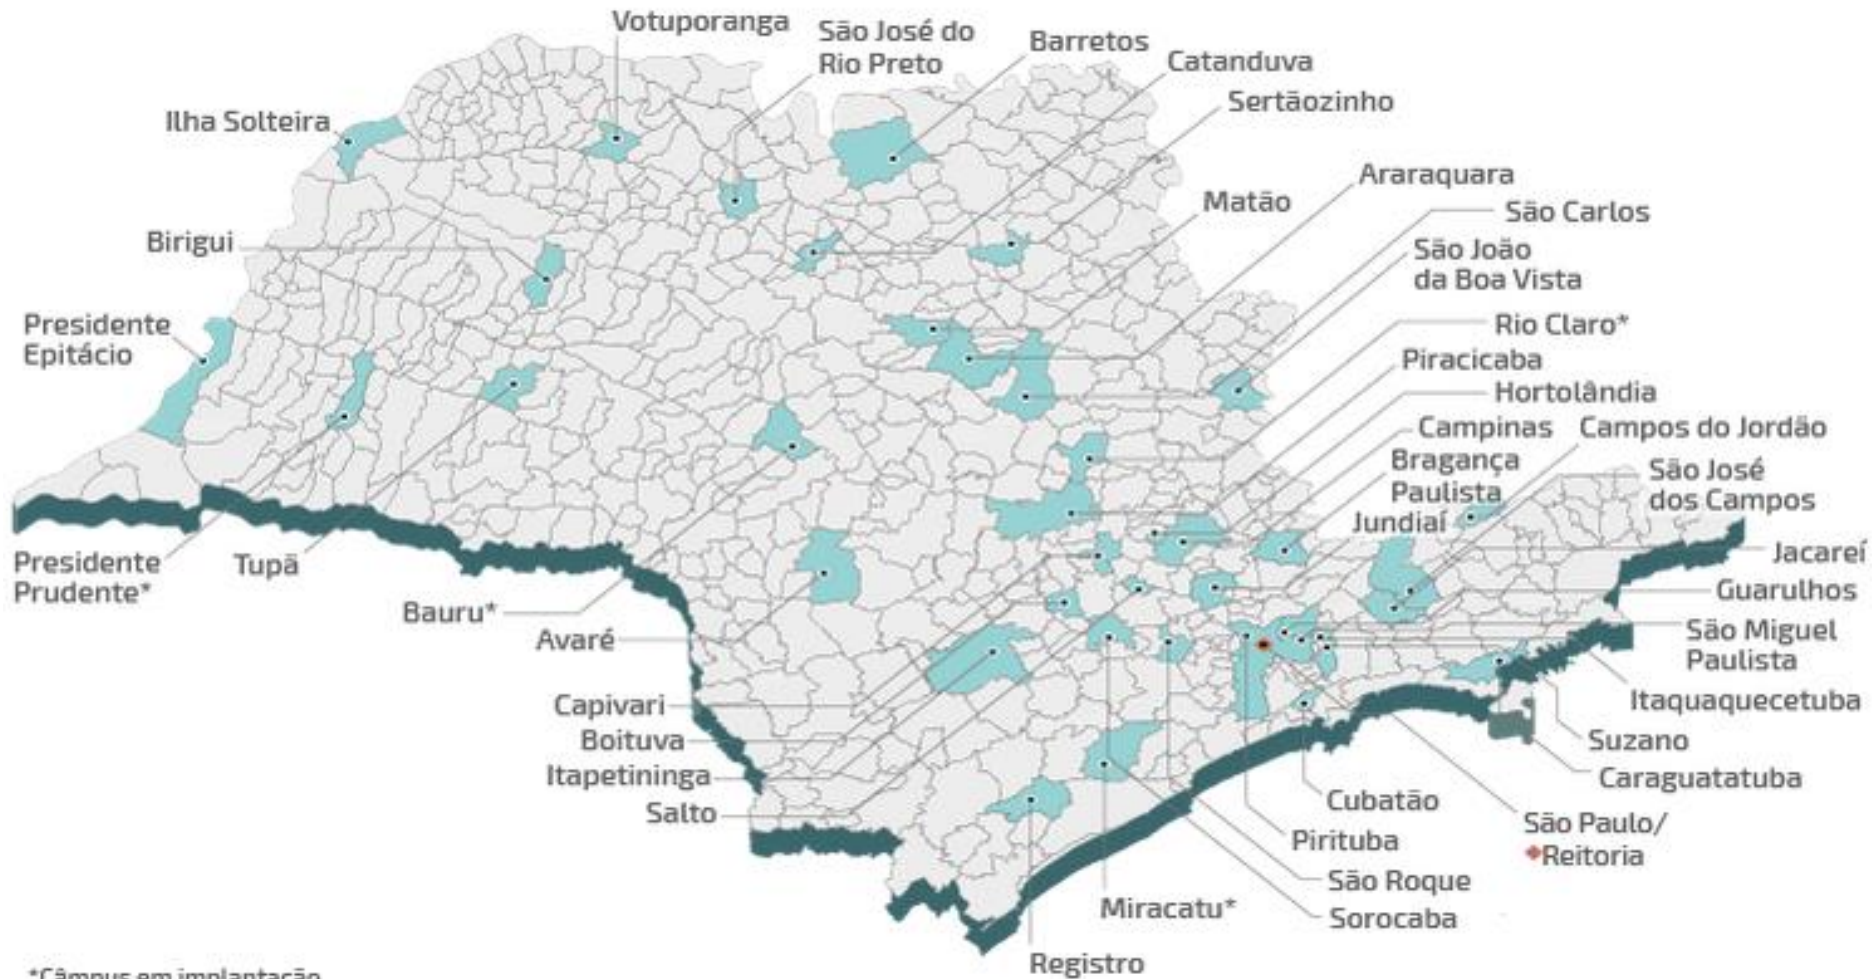 Votuporanga
São José do
Rio Preto
Barretos
Catanduva
Sertãozinho
Ilha Solteira
Araraquara
Matão
São Carlos
Birigui
São João
da Boa Vista
Presidente
Epitácio
Rio Claro*
Piracicaba
Hortolândia
Campinas
Campos do Jordão
Bragança
Paulista
São José
dos Campos
Jundiaí
Jacareí
Presidente
Prudente*
Tupã
Guarulhos
Bauru*
Avaré
São Miguel
Paulista
Itaquaquecetuba
Capivari
Boituva
Suzano
Itapetininga
Caraguatatuba
Salto
Cubatão
São Paulo/
Reitoria
Pirituba
São Roque
Miracatu*
Sorocaba
Registro
*Câmpus em implantação